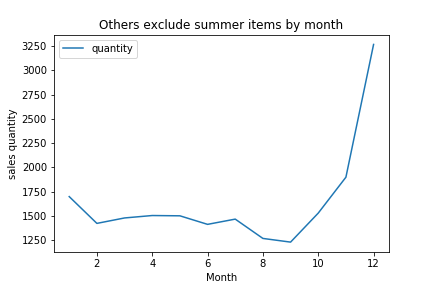 Others exclude summer items by month
quantity
sales quantity
3250
3000
2750
2500
2250
2000
1750
1500
1250
2 4 6 8 10 12
Month